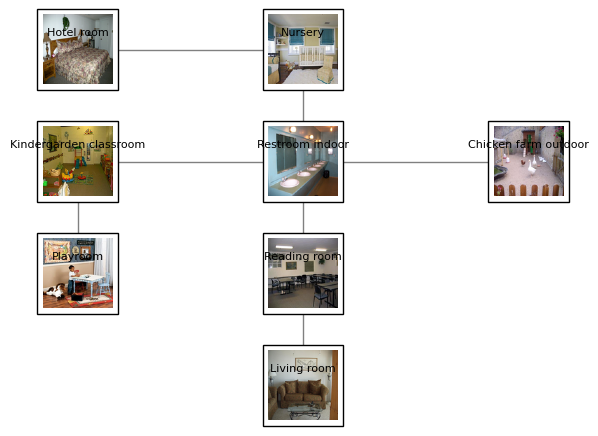 Hotel room
Nursery
Kindergarden classroom
Restroom indoor
Chicken farm outdoor
Playroom
Reading room
Living room